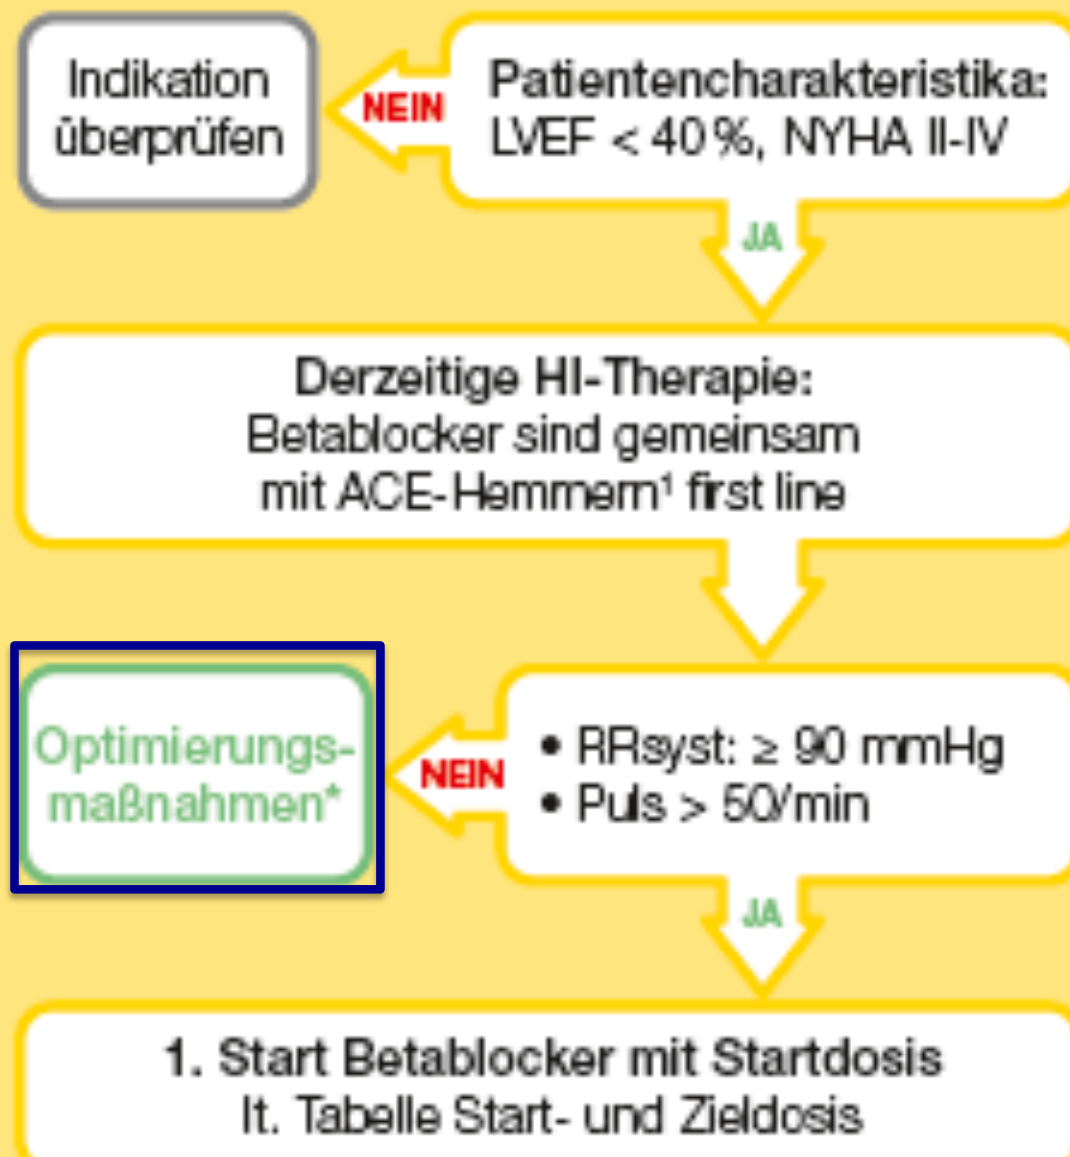 Indikation
überprüfen
NEIN
Patientencharakteristika:
LVEF < 40 %, NYHA II-IV
JA
Derzeitige HI-Therapie:
Betablocker sind gemeinsam
mit ACE-Hemmern¹ first line
Optimierungs-
maßnahmen*
NEIN
• RRsyst: ≥ 90 mmHg
• Puls > 50/min
JA
1. Start Betablocker mit Startdosis
lt. Tabelle Start- und Zieldosis